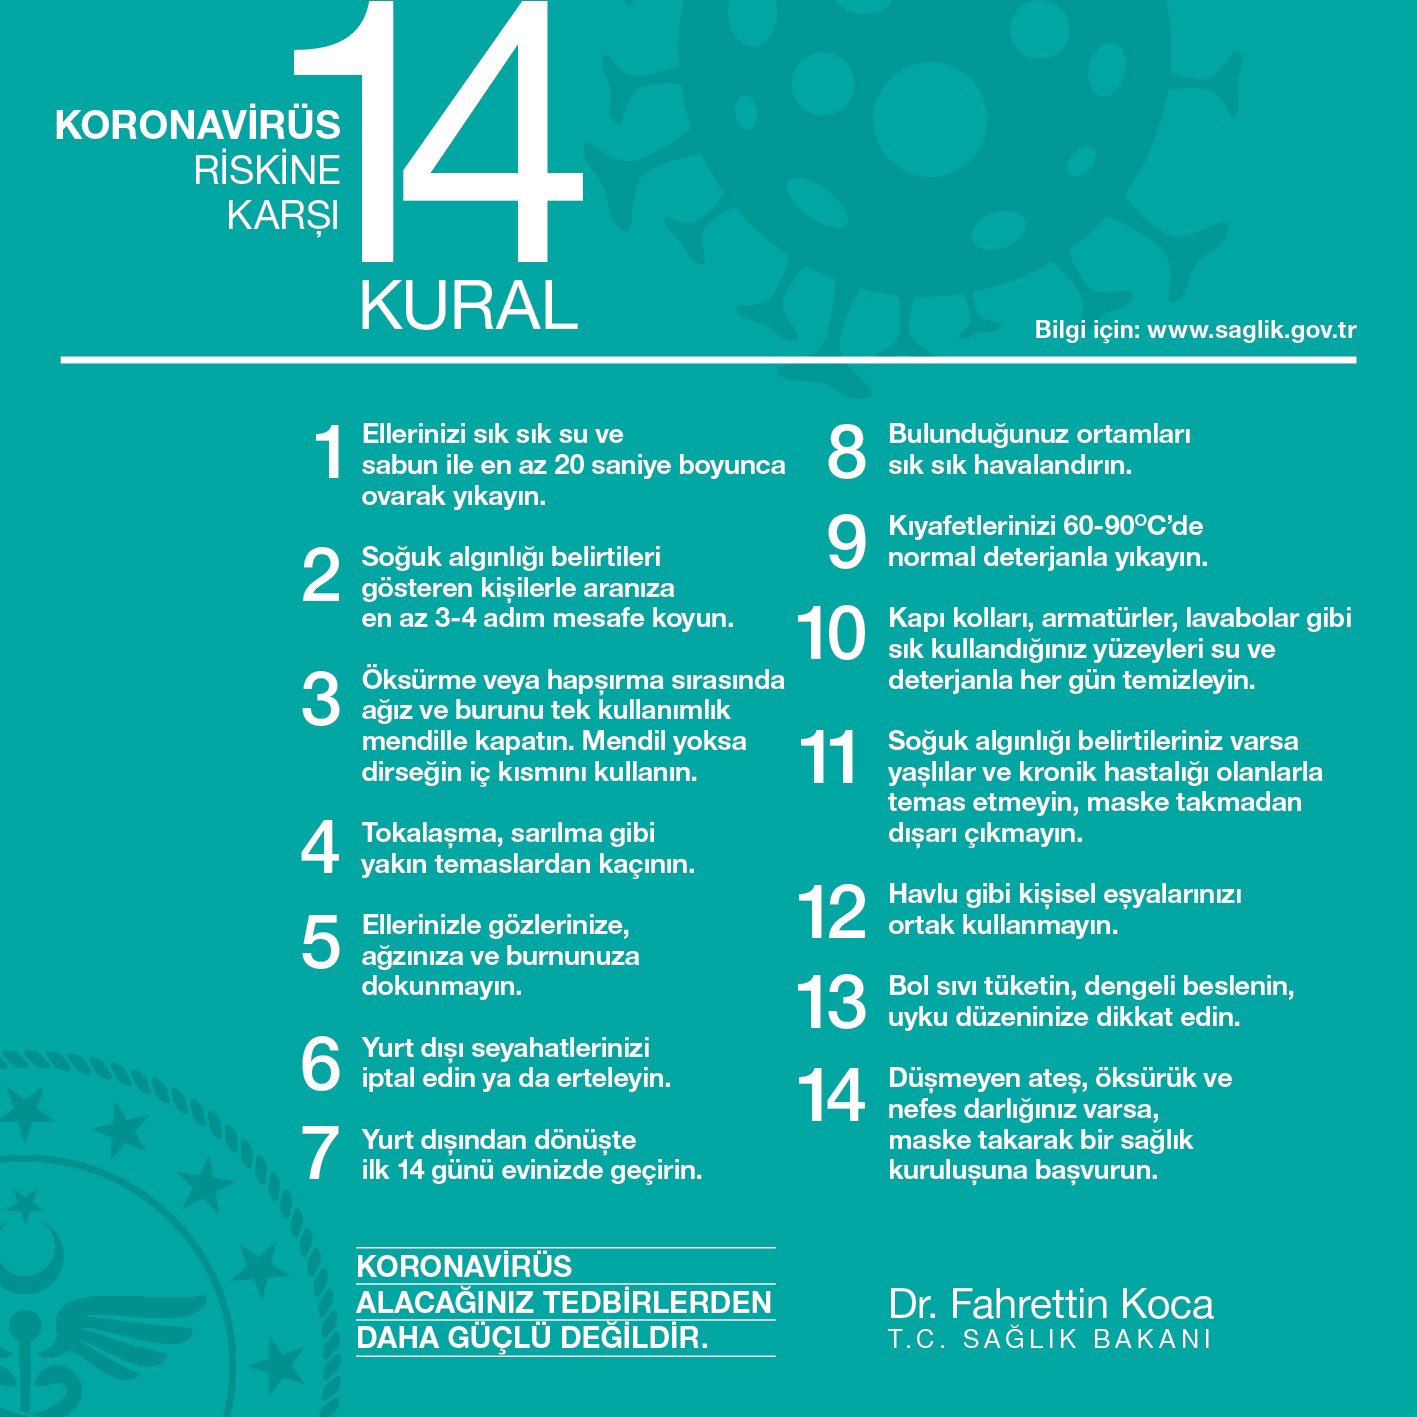 KORONAVİRÜS
RİSKİNE
KARŞI
14
KURAL
Bilgi için: www.saglik.gov.tr
1 Ellerinizi sık sık su ve
sabun ile en az 20 saniye boyunca
ovarak yıkayın.
2 Soğuk algınlığı belirtileri
gösteren kişilerle aranıza
en az 3-4 adım mesafe koyun.
3 Öksürme veya hapşırma sırasında
ağız ve burunu tek kullanımlık
mendille kapatın. Mendil yoksa
dirseğin iç kısmını kullanın.
4 Tokalaşma, sarılma gibi
yakın temaslardan kaçının.
5 Ellerinizle gözlerinize,
ağzınıza ve burnunuza
dokunmayın.
6 Yurt dışı seyahatlerinizi
iptal edin ya da erteleyin.
7 Yurt dışından dönüşte
ilk 14 günü evinizde geçirin.
8 Bulunduğunuz ortamları
sık sık havalandırın.
9 Kıyafetlerinizi 60-90ºC’de
normal deterjanla yıkayın.
10 Kapı kolları, armatürler, lavabolar gibi
sık kullandığınız yüzeyleri su ve
deterjanla her gün temizleyin.
11 Soğuk algınlığı belirtileriniz varsa
yaşlılar ve kronik hastalığı olanlarla
temas etmeyin, maske takmadan
dışarı çıkmayın.
12 Havlu gibi kişisel eşyalarınızı
ortak kullanmayın.
13 Bol sıvı tüketin, dengeli beslenin,
uyku düzeninize dikkat edin.
14 Düşmeyen ateş, öksürük ve
nefes darlığınız varsa,
maske takarak bir sağlık
kuruluşuna başvurun.
KORONAVİRÜS
ALACAĞINIZ TEDBİRLERDEN
DAHA GÜÇLÜ DEĞİLDİR.
Dr. Fahrettin Koca
T.C. SAĞLIK BAKANI